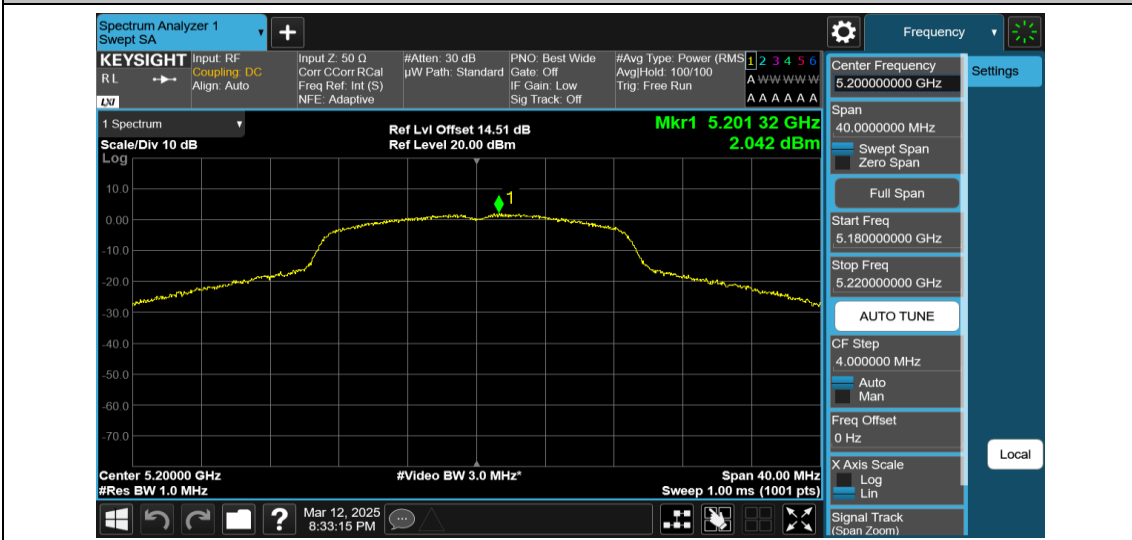 Spectrum Analyzer 1
Swept SA
+
Frequency
KEYSIGHT
R L
LXI
Input: RF
Coupling: DC
Align: Auto
Input Z: 50 Ω
Corr CCorr RCal
Freq Ref: Int (S)
NFE: Adaptive
#Atten: 30 dB
µW Path: Standard
PNO: Best Wide
Gate: Off
IF Gain: Low
Sig Track: Off
#Avg Type: Power (RMS
Avg|Hold: 100/100
Trig: Free Run
1 2 3 4 5 6
A W W W W W
A A A A A A
1 Spectrum
Scale/Div 10 dB
Log
Ref Lvl Offset 14.51 dB
Ref Level 20.00 dBm
Mkr1 5.201 32 GHz
2.042 dBm
1
10.0
0.00
-10.0
-20.0
-30.0
-40.0
-50.0
-60.0
-70.0
Center 5.20000 GHz
#Res BW 1.0 MHz
#Video BW 3.0 MHz*
Span 40.00 MHz
Sweep 1.00 ms (1001 pts)
Mar 12, 2025
8:33:15 PM
?
Center Frequency
5.200000000 GHz
Span
40.0000000 MHz
Swept Span
Zero Span
Full Span
Start Freq
5.180000000 GHz
Stop Freq
5.220000000 GHz
AUTO TUNE
CF Step
4.000000 MHz
Auto
Man
Freq Offset
0 Hz
X Axis Scale
Log
Lin
Signal Track
(Span Zoom)
Settings
Local